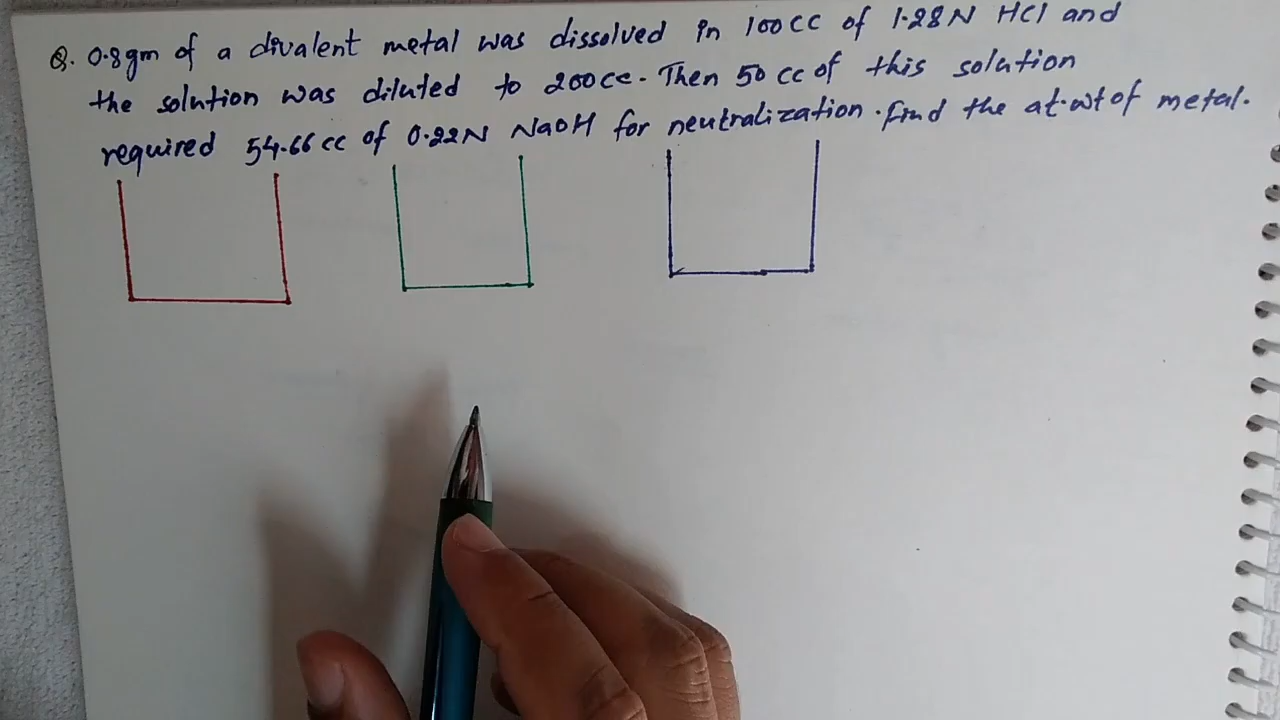 Q. 0.8gm of a divalent metal was dissolved in 100CC of 1.28N HCl and
the solution was diluted to 200cc. Then 50 cc of this solution
required 54.66 cc of 0.22N NaOH for neutralization. find the at.wt of metal.